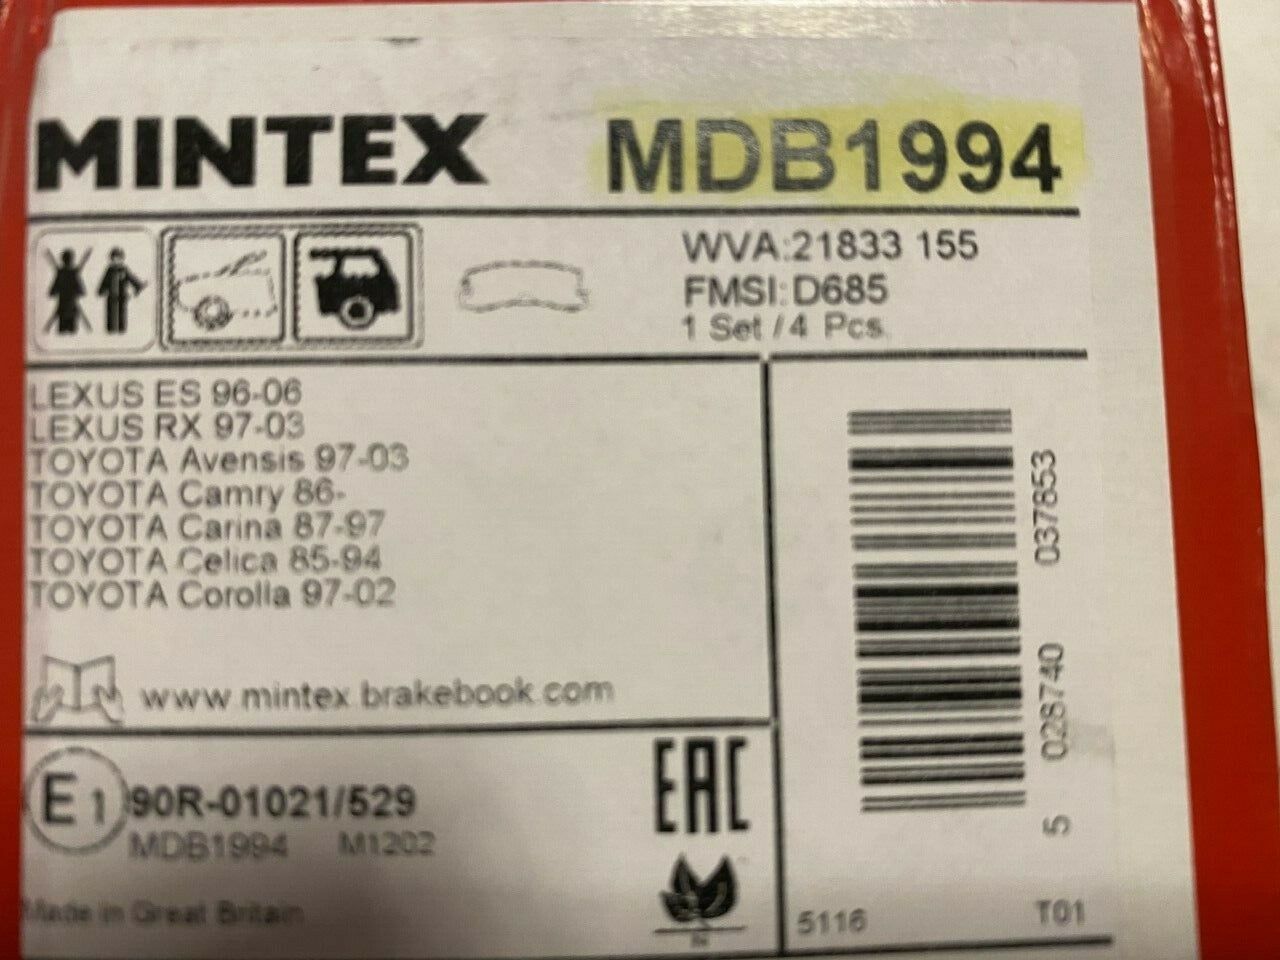 MINTEX MDB1994
WVA:21833 155
FMSI:D685
1 Set / 4 Pcs.
LEXUS ES 96-06
LEXUS RX 97-03
TOYOTA Avensis 97-03
TOYOTA Camry 86-
TOYOTA Carina 87-97
TOYOTA Celica 85-94
TOYOTA Corolla 97-02
www.mintex.brakebook.com
E1 90R-01021/529
MDB1994 M1202
Made in Great Britain
EAC
5 028740 037853
5116 T01